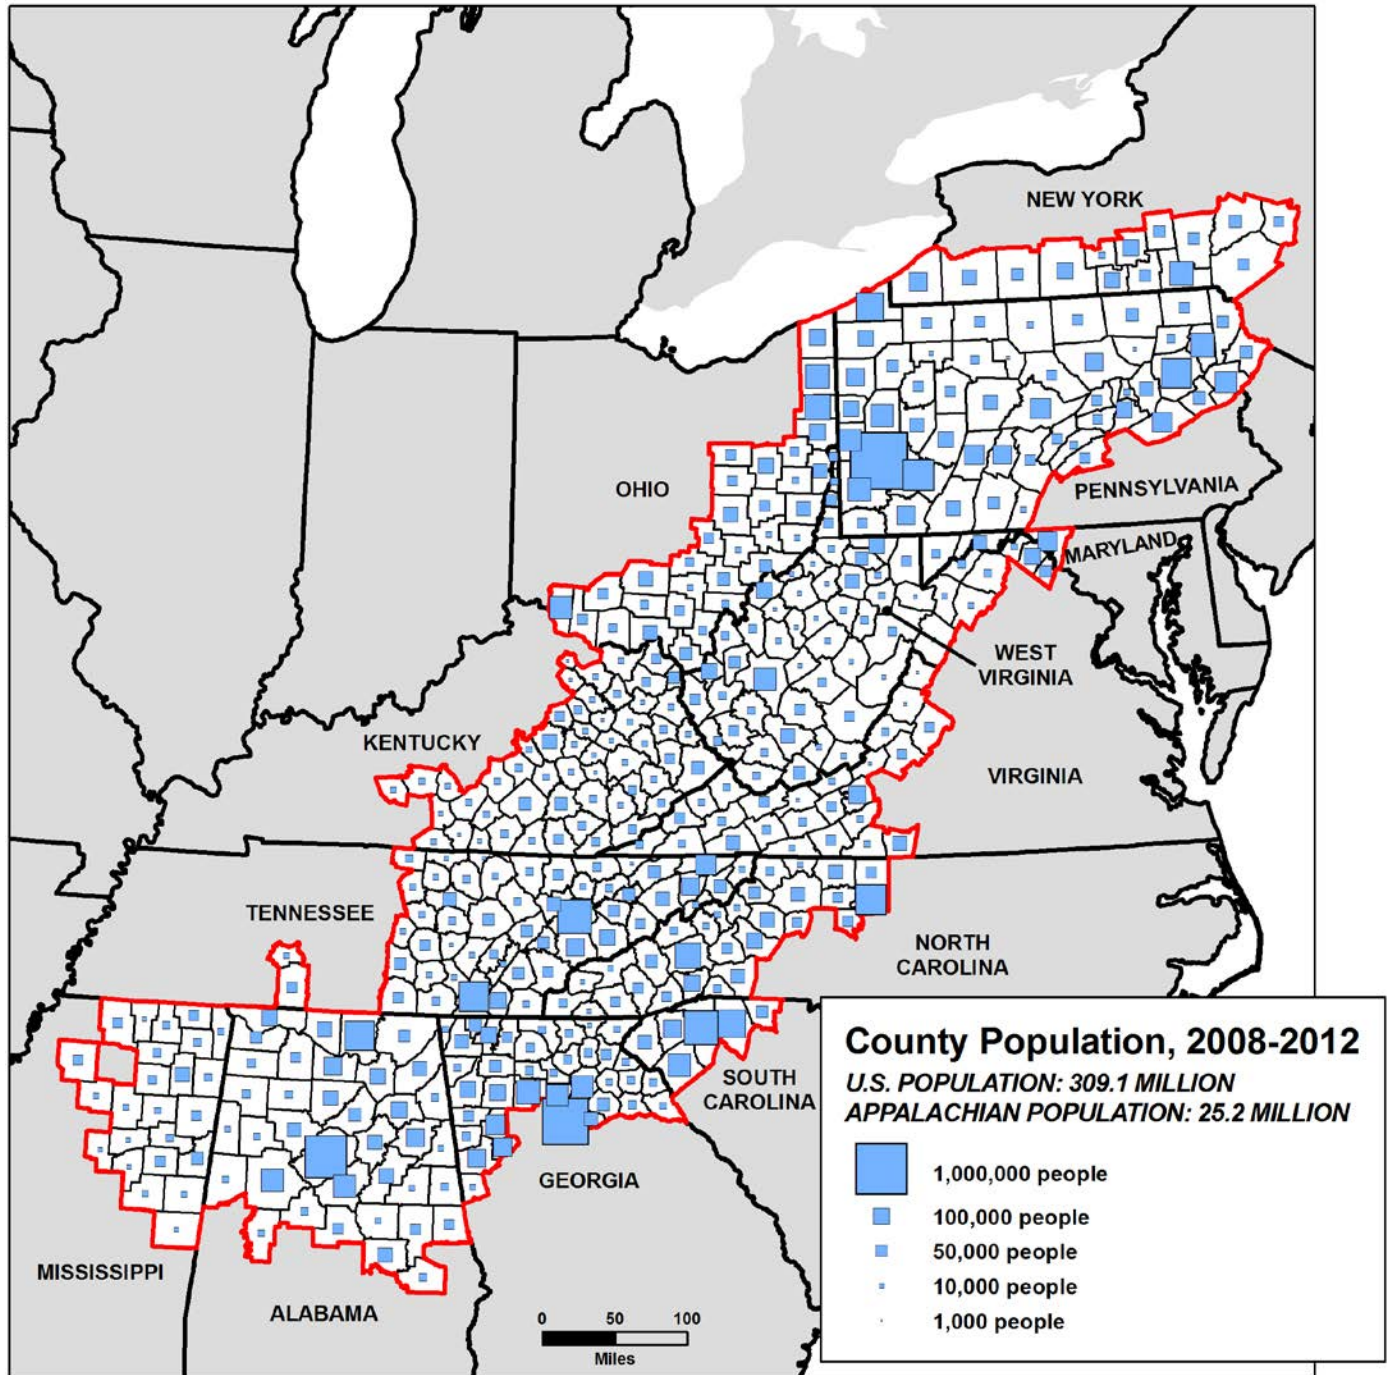 NEW YORK
OHIO
PENNSYLVANIA
MARYLAND
WEST
VIRGINIA
KENTUCKY
VIRGINIA
TENNESSEE
NORTH
CAROLINA
SOUTH
CAROLINA
GEORGIA
MISSISSIPPI
ALABAMA
0 50 100
Miles
County Population, 2008-2012
U.S. POPULATION: 309.1 MILLION
APPALACHIAN POPULATION: 25.2 MILLION
1,000,000 people
100,000 people
50,000 people
10,000 people
1,000 people